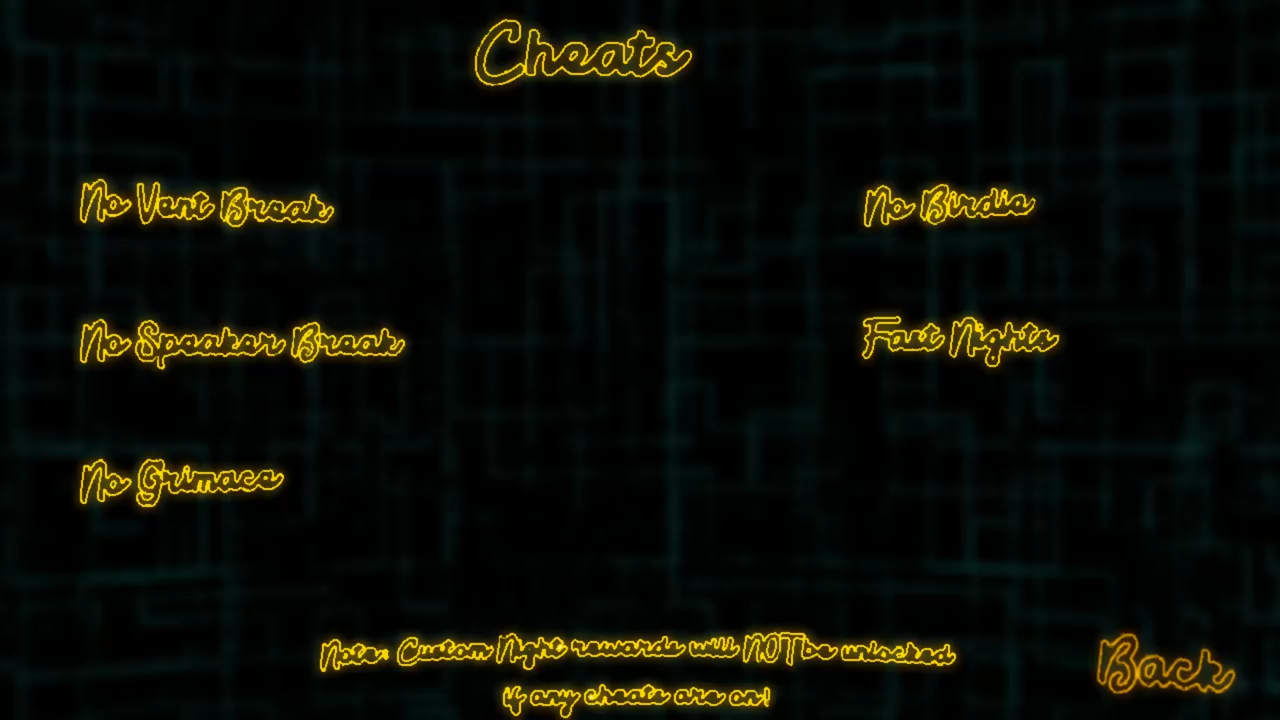 Cheats
No Vent Break
No Birdie
No Speaker Break
Fast Nights
No Grimace
Note: Custom Night rewards will NOT be unlocked
if any cheats are on!
Back